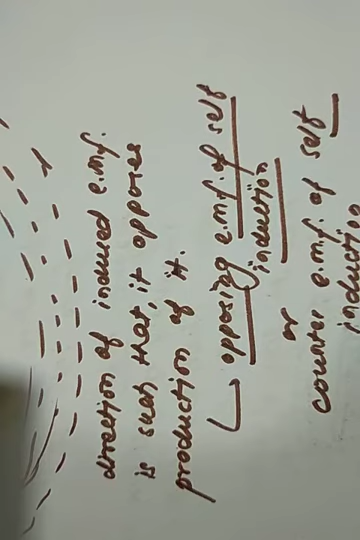 direction of induced e.m.f.
is such that, it opposes
production of it.
↳ opposing e.m.f. of self
induction
or
counter e.m.f. of self
induction